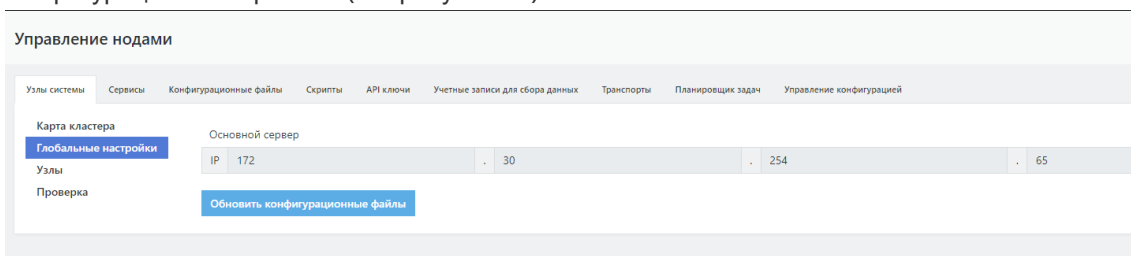 Управление нодами
Узлы системы Сервисы Конфигурационные файлы Скрипты API ключи Учетные записи для сбора данных Транспорты Планировщик задач Управление конфигурацией
Карта кластера
Глобальные настройки
Узлы
Проверка
Основной сервер
IP 172 . 30 . 254 . 65
Обновить конфигурационные файлы